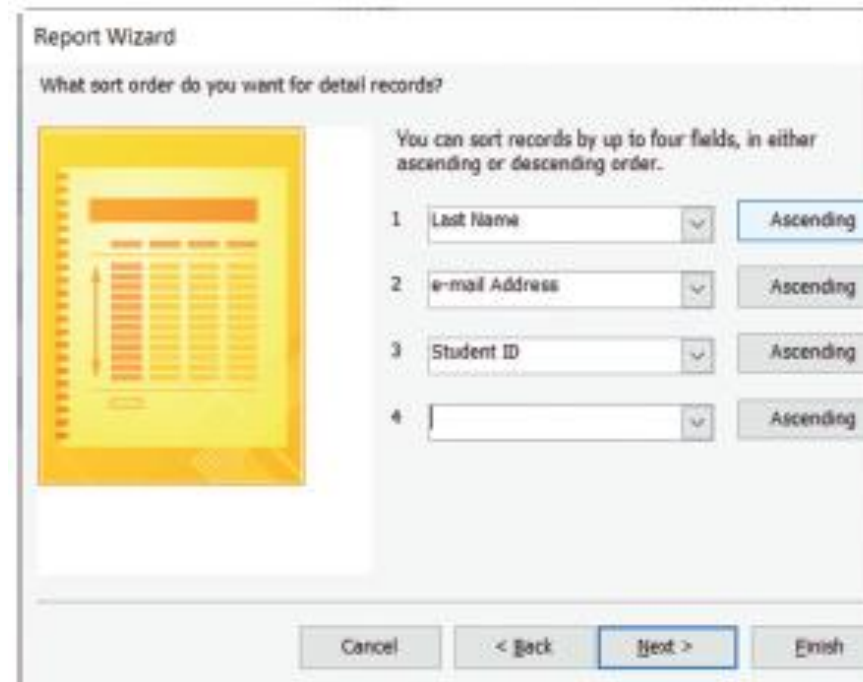 Report Wizard
What sort order do you want for detail records?
You can sort records by up to four fields, in either
ascending or descending order.
1 Last Name Ascending
2 e-mail Address Ascending
3 Student ID Ascending
4 Ascending
Cancel < Back Next > Finish